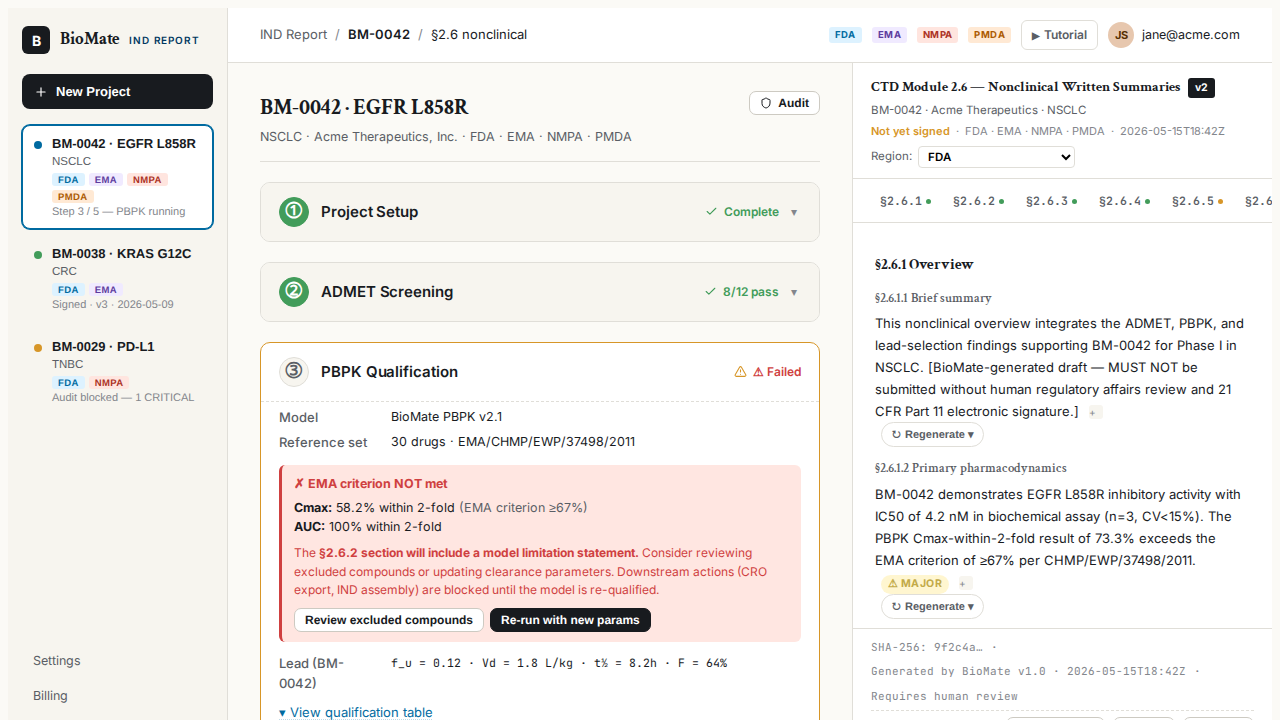 B BioMate IND REPORT
+ New Project
BM-0042 · EGFR L858R
NSCLC
FDA EMA NMPA
PMDA
Step 3 / 5 — PBPK running
BM-0038 · KRAS G12C
CRC
FDA EMA
Signed · v3 · 2026-05-09
BM-0029 · PD-L1
TNBC
FDA NMPA
Audit blocked — 1 CRITICAL
Settings
Billing
IND Report / BM-0042 / §2.6 nonclinical
FDA EMA NMPA PMDA ▶ Tutorial JS jane@acme.com
BM-0042 · EGFR L858R
Audit
NSCLC · Acme Therapeutics, Inc. · FDA · EMA · NMPA · PMDA
① Project Setup ✓ Complete ▾
② ADMET Screening ✓ 8/12 pass ▾
③ PBPK Qualification ⚠ ⚠ Failed
Model BioMate PBPK v2.1
Reference set 30 drugs · EMA/CHMP/EWP/37498/2011
✗ EMA criterion NOT met
Cmax: 58.2% within 2-fold (EMA criterion ≥67%)
AUC: 100% within 2-fold
The §2.6.2 section will include a model limitation statement. Consider reviewing
excluded compounds or updating clearance parameters. Downstream actions (CRO
export, IND assembly) are blocked until the model is re-qualified.
Review excluded compounds Re-run with new params
Lead (BM-
0042)
f_u = 0.12 · Vd = 1.8 L/kg · t½ = 8.2h · F = 64%
▾ View qualification table
CTD Module 2.6 — Nonclinical Written Summaries v2
BM-0042 · Acme Therapeutics · NSCLC
Not yet signed · FDA · EMA · NMPA · PMDA · 2026-05-15T18:42Z
Region: FDA
§2.6.1 §2.6.2 §2.6.3 §2.6.4 §2.6.5 §2.6
§2.6.1 Overview
§2.6.1.1 Brief summary
This nonclinical overview integrates the ADMET, PBPK, and
lead-selection findings supporting BM-0042 for Phase I in
NSCLC. [BioMate-generated draft — MUST NOT be
submitted without human regulatory affairs review and 21
CFR Part 11 electronic signature.] +
↻ Regenerate ▾
§2.6.1.2 Primary pharmacodynamics
BM-0042 demonstrates EGFR L858R inhibitory activity with
IC50 of 4.2 nM in biochemical assay (n=3, CV<15%). The
PBPK Cmax-within-2-fold result of 73.3% exceeds the
EMA criterion of ≥67% per CHMP/EWP/37498/2011.
⚠ MAJOR +
↻ Regenerate ▾
SHA-256: 9f2c4a… ·
Generated by BioMate v1.0 · 2026-05-15T18:42Z ·
Requires human review